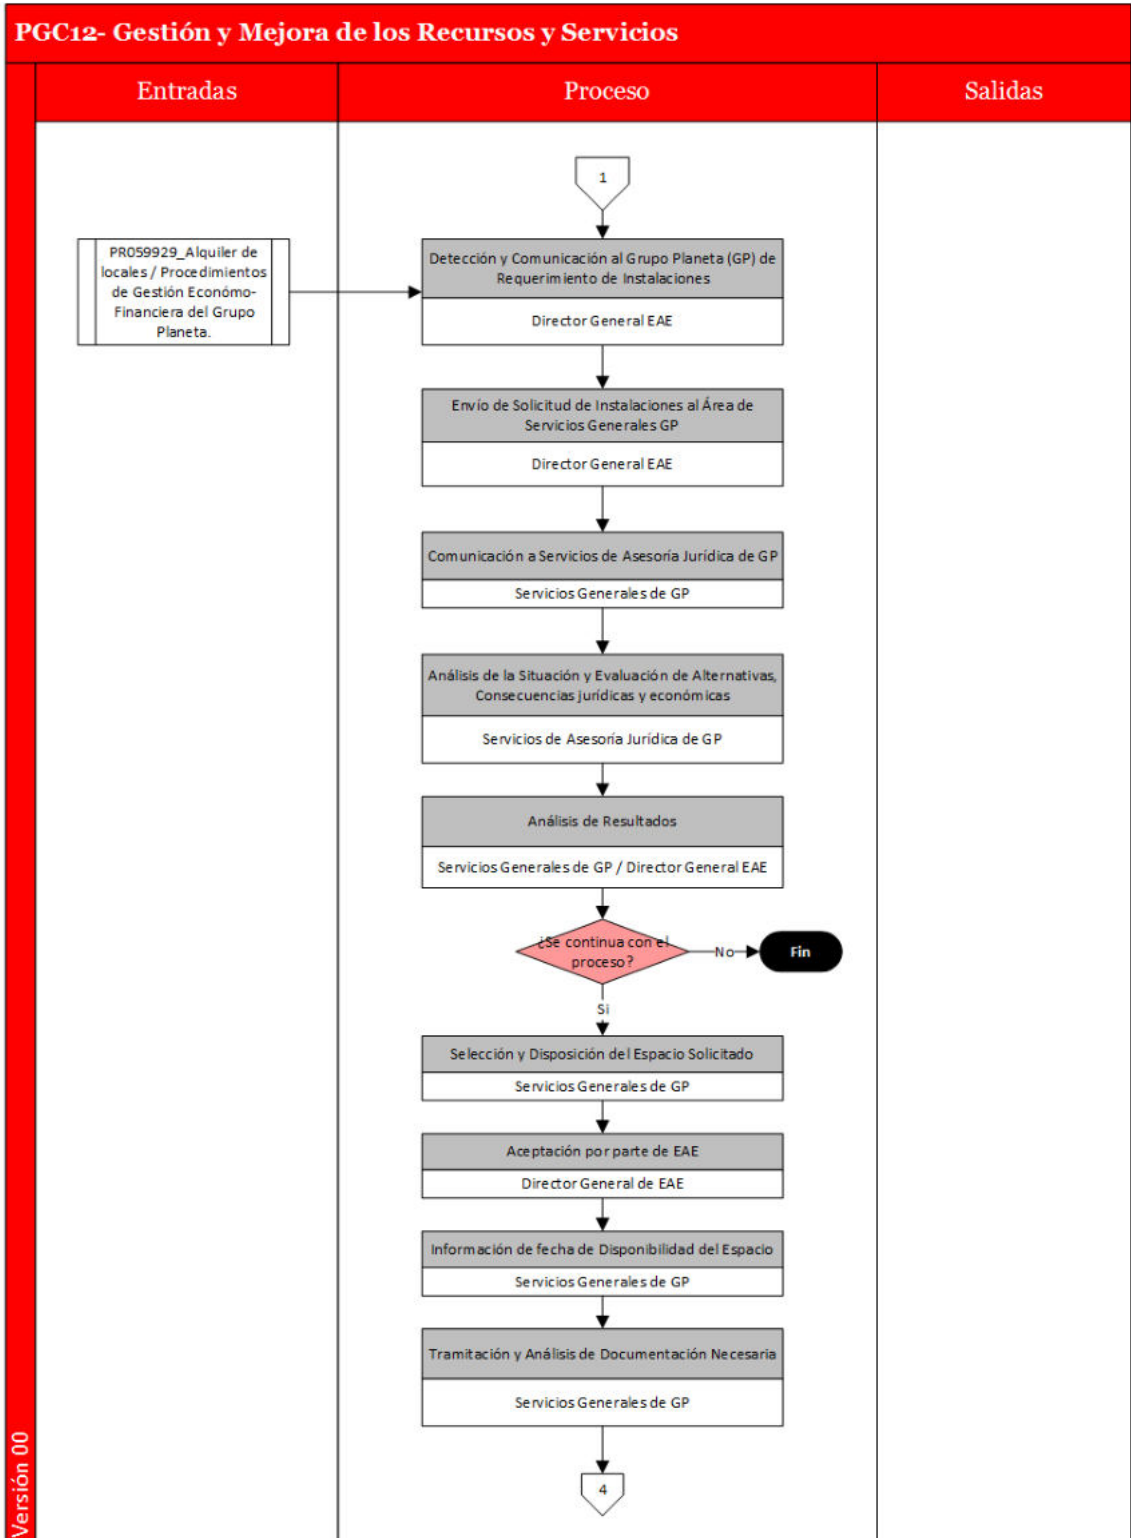 PGC12- Gestión y Mejora de los Recursos y Servicios
Entradas
Proceso
Salidas
1
PR059929_Alquiler de
locales / Procedimientos
de Gestión Económo-
Financiera del Grupo
Planeta.
Detección y Comunicación al Grupo Planeta (GP) de
Requerimiento de Instalaciones
Director General EAE
Envío de Solicitud de Instalaciones al Área de
Servicios Generales GP
Director General EAE
Comunicación a Servicios de Asesoría Jurídica de GP
Servicios Generales de GP
Análisis de la Situación y Evaluación de Alternativas,
Consecuencias jurídicas y económicas
Servicios de Asesoría Jurídica de GP
Análisis de Resultados
Servicios Generales de GP / Director General EAE
¿Se continua con el
proceso?
No
Fin
Si
Selección y Disposición del Espacio Solicitado
Servicios Generales de GP
Aceptación por parte de EAE
Director General de EAE
Información de fecha de Disponibilidad del Espacio
Servicios Generales de GP
Tramitación y Análisis de Documentación Necesaria
Servicios Generales de GP
4
Versión 00